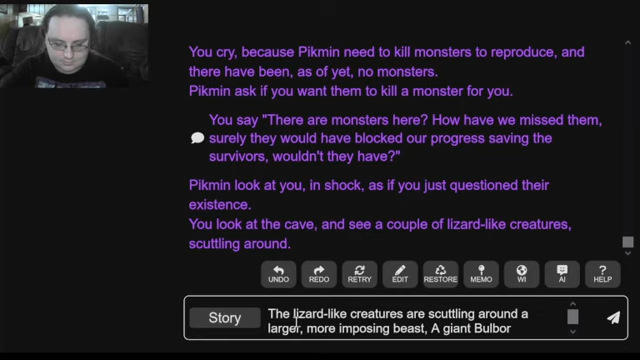 You cry, because Pikmin need to kill monsters to reproduce, and
there have been, as of yet, no monsters.
Pikmin ask if you want them to kill a monster for you.
You say "There are monsters here? How have we missed them,
surely they would have blocked our progress saving the
survivors, wouldn't they have?"
Pikmin look at you, in shock, as if you just questioned their
existence.
You look at the cave, and see a couple of lizard-like creatures,
scuttling around.
UNDO REDO RETRY EDIT RESTORE MEMO WI AI HELP
Story
The lizard-like creatures are scuttling around a
larger, more imposing beast, A giant Bulbor